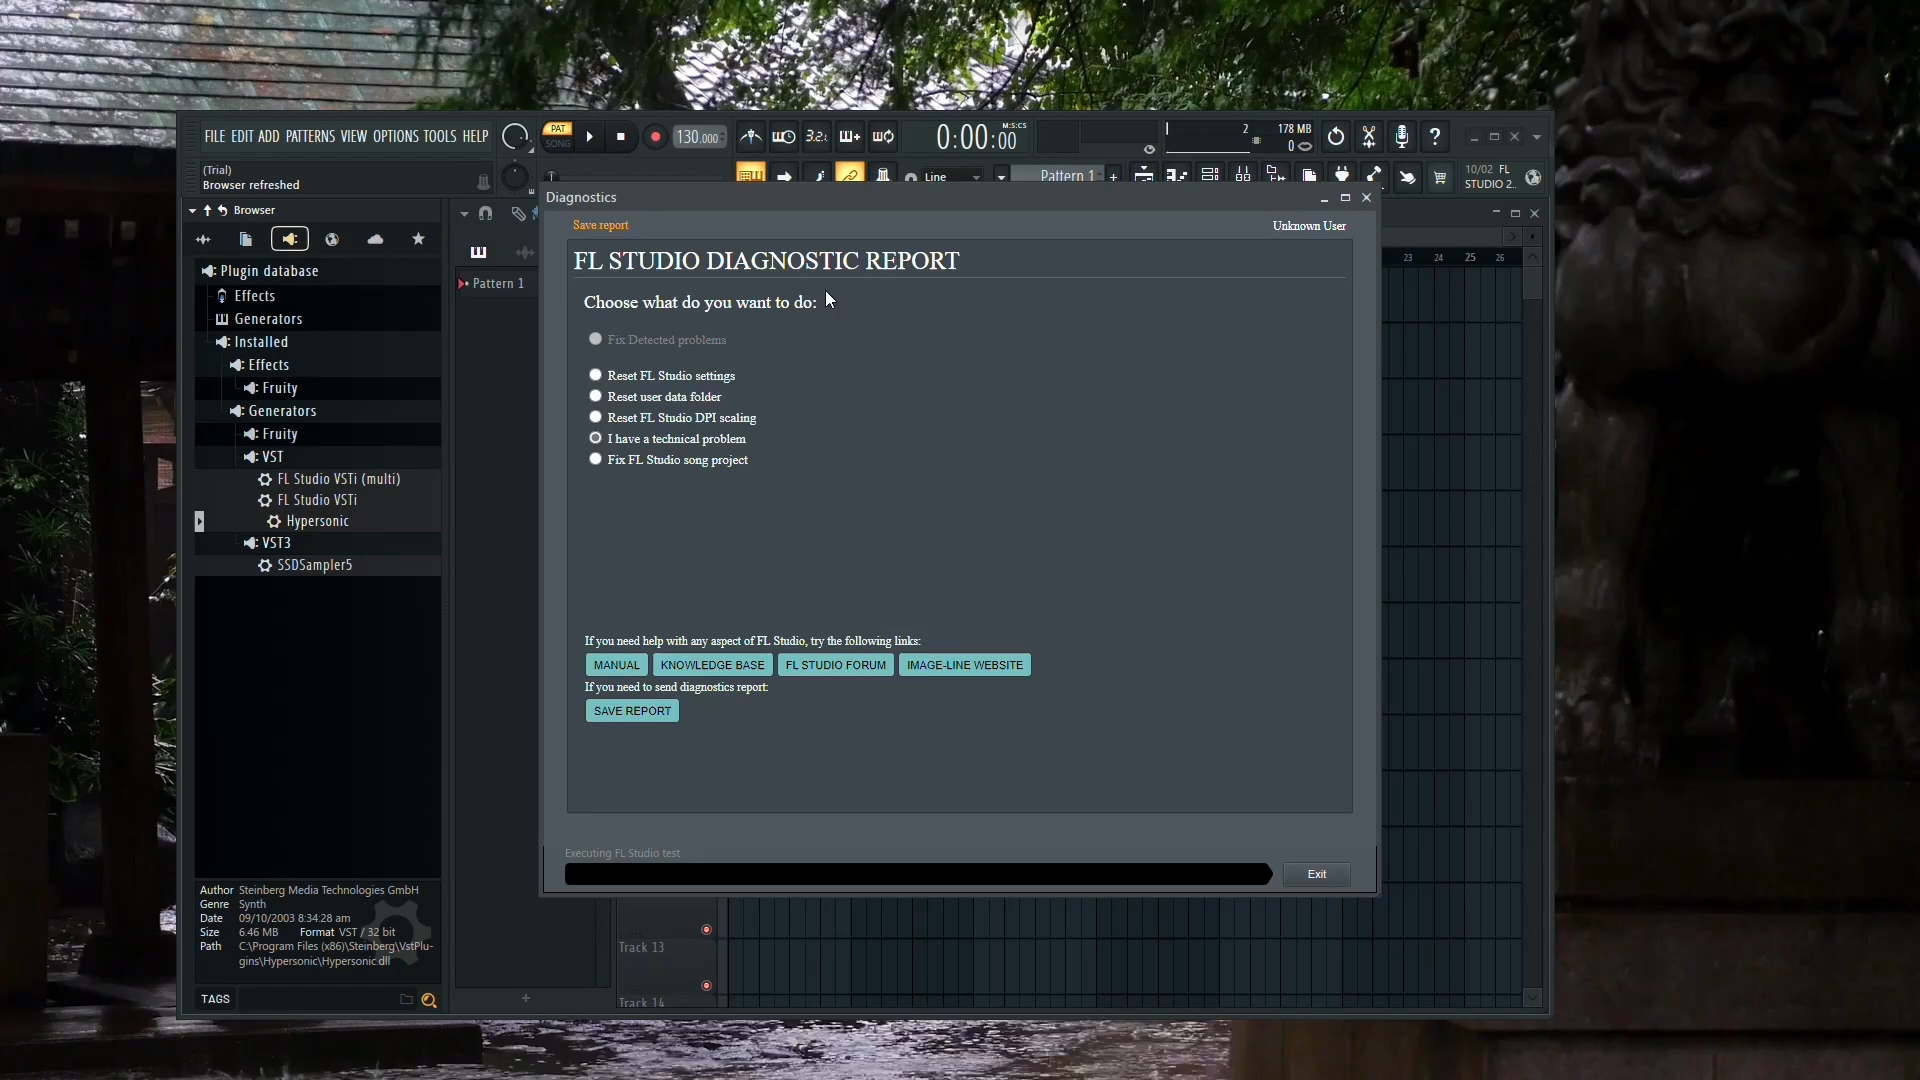 FILE EDIT ADD PATTERNS VIEW OPTIONS TOOLS HELP
PAT
SONG
130.000
3.2
0:00:00
M:S:CS
2
178 MB
0
(Trial)
Browser refreshed
Line
Pattern 1
10/02 FL
STUDIO 2..
Browser
Plugin database
Effects
Generators
Installed
Effects
Fruity
Generators
Fruity
VST
FL Studio VSTi (multi)
FL Studio VSTi
Hypersonic
VST3
SSDSampler5
Author Steinberg Media Technologies GmbH
Genre Synth
Date 09/10/2003 8:34:28 am
Size 6.46 MB Format VST / 32 bit
Path C:\Program Files (x86)\Steinberg\VstPlu-
gins\Hypersonic\Hypersonic.dll
TAGS
Pattern 1
Diagnostics
Save report
Unknown User
FL STUDIO DIAGNOSTIC REPORT
Choose what do you want to do:
Fix Detected problems
Reset FL Studio settings
Reset user data folder
Reset FL Studio DPI scaling
I have a technical problem
Fix FL Studio song project
If you need help with any aspect of FL Studio, try the following links:
MANUAL KNOWLEDGE BASE FL STUDIO FORUM IMAGE-LINE WEBSITE
If you need to send diagnostics report:
SAVE REPORT
Executing FL Studio test
Exit
23 24 25 26
Track 13
Track 14